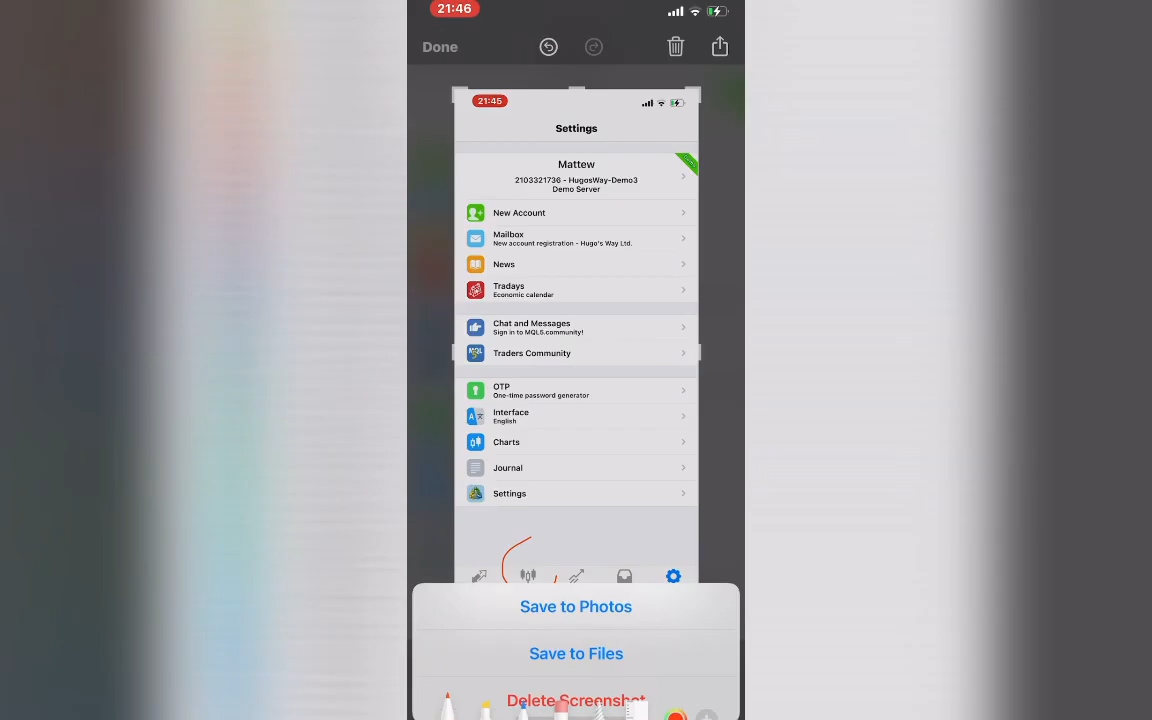 21:46
Done
21:45
Settings
Mattew
2103321736 - HugosWay-Demo3
Demo Server
New Account
Mailbox
New account registration - Hugo's Way Ltd.
News
Tradays
Economic calendar
Chat and Messages
Sign in to MQL5.community!
MQL
5
Traders Community
OTP
One-time password generator
A
Interface
English
Charts
Journal
Settings
Save to Photos
Save to Files
Delete Screenshot